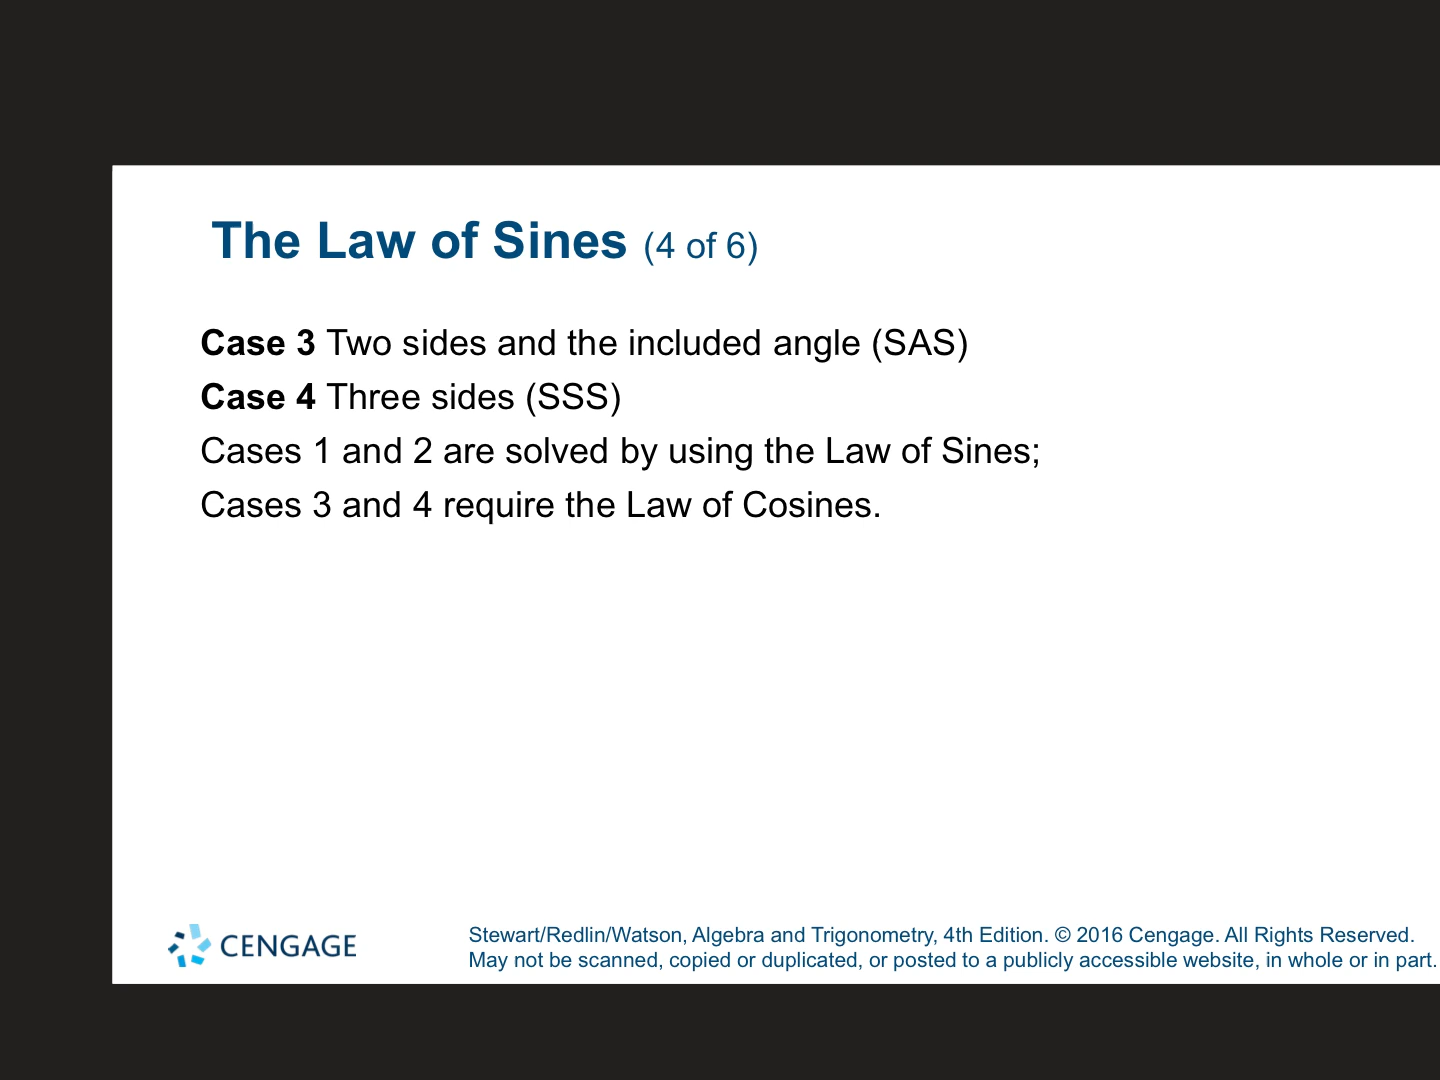 The Law of Sines (4 of 6)
Case 3 Two sides and the included angle (SAS)
Case 4 Three sides (SSS)
Cases 1 and 2 are solved by using the Law of Sines;
Cases 3 and 4 require the Law of Cosines.
CENGAGE
Stewart/Redlin/Watson, Algebra and Trigonometry, 4th Edition. © 2016 Cengage. All Rights Reserved.
May not be scanned, copied or duplicated, or posted to a publicly accessible website, in whole or in part.